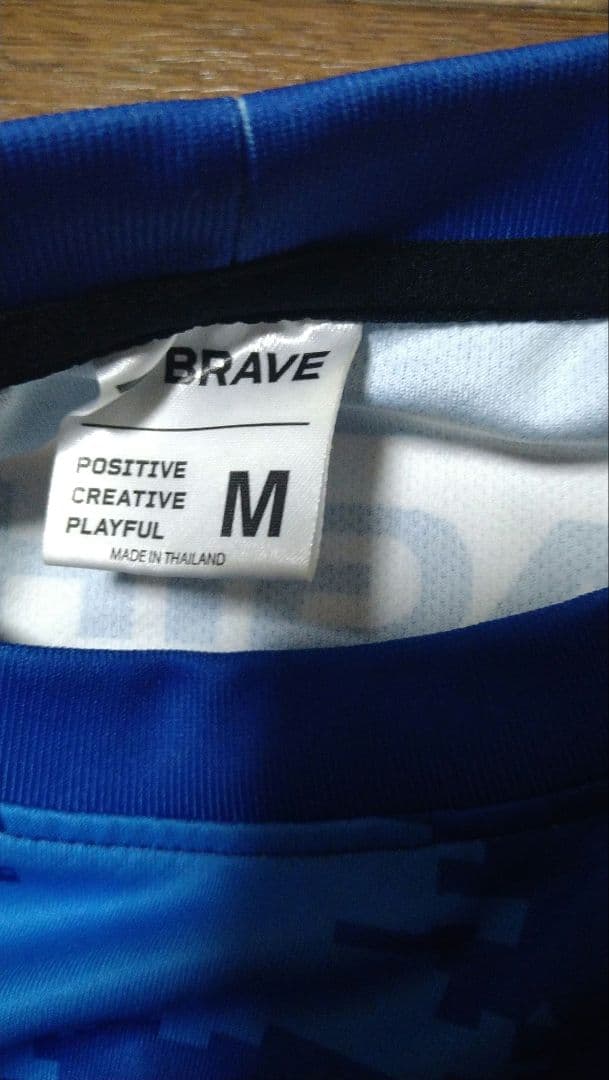 BRAVE
POSITIVE
CREATIVE
PLAYFUL
M
MADE IN THAILAND